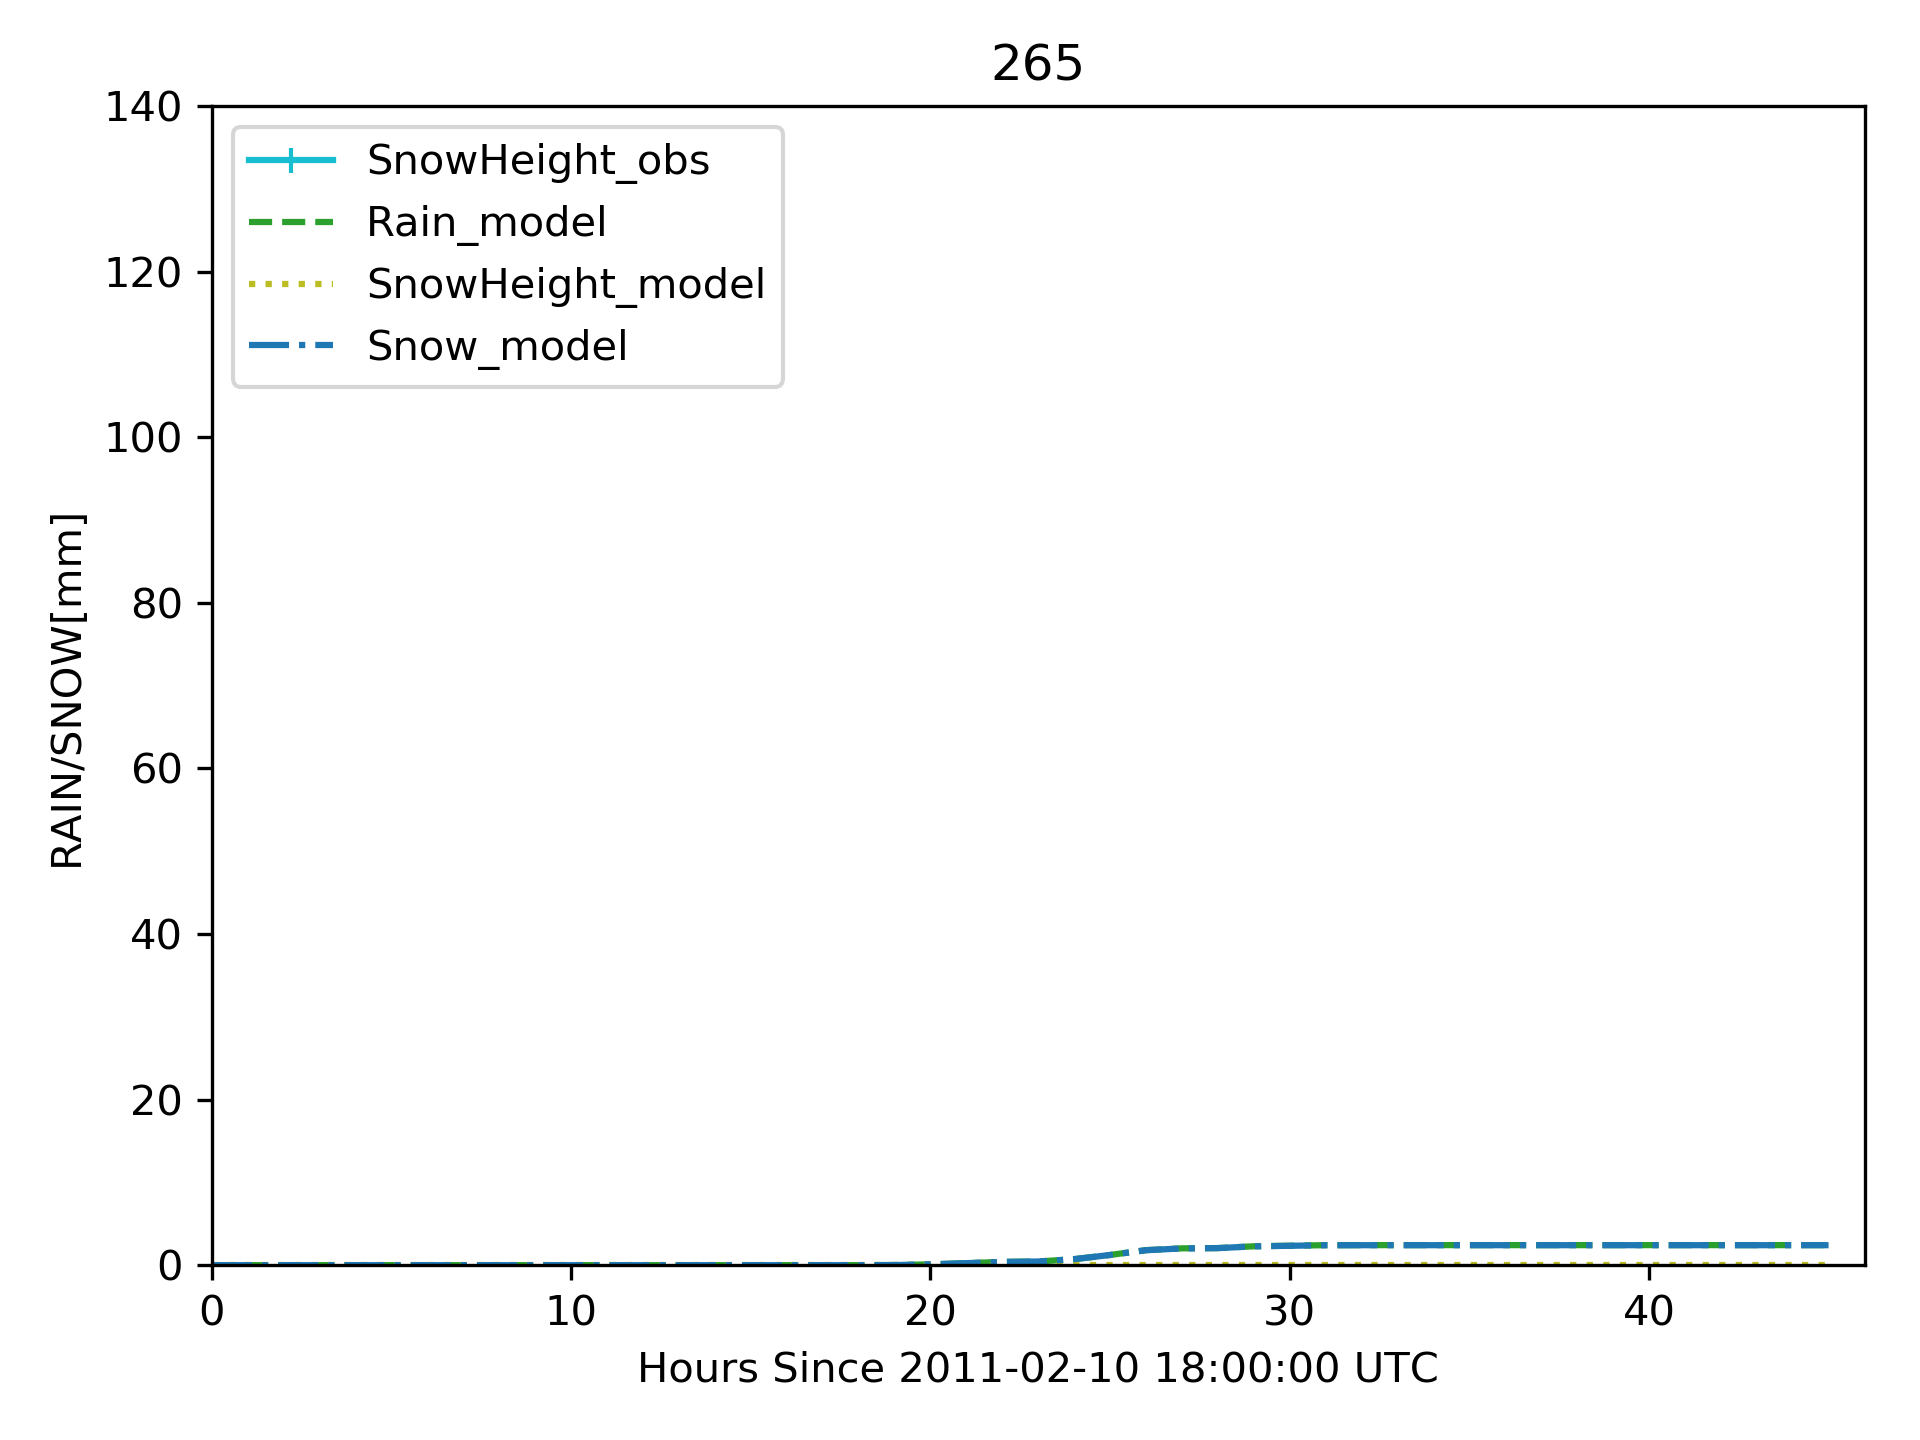 265
140
120
100
80
60
40
20
0
RAIN/SNOW[mm]
SnowHeight_obs
Rain_model
SnowHeight_model
Snow_model
0 10 20 30 40
Hours Since 2011-02-10 18:00:00 UTC